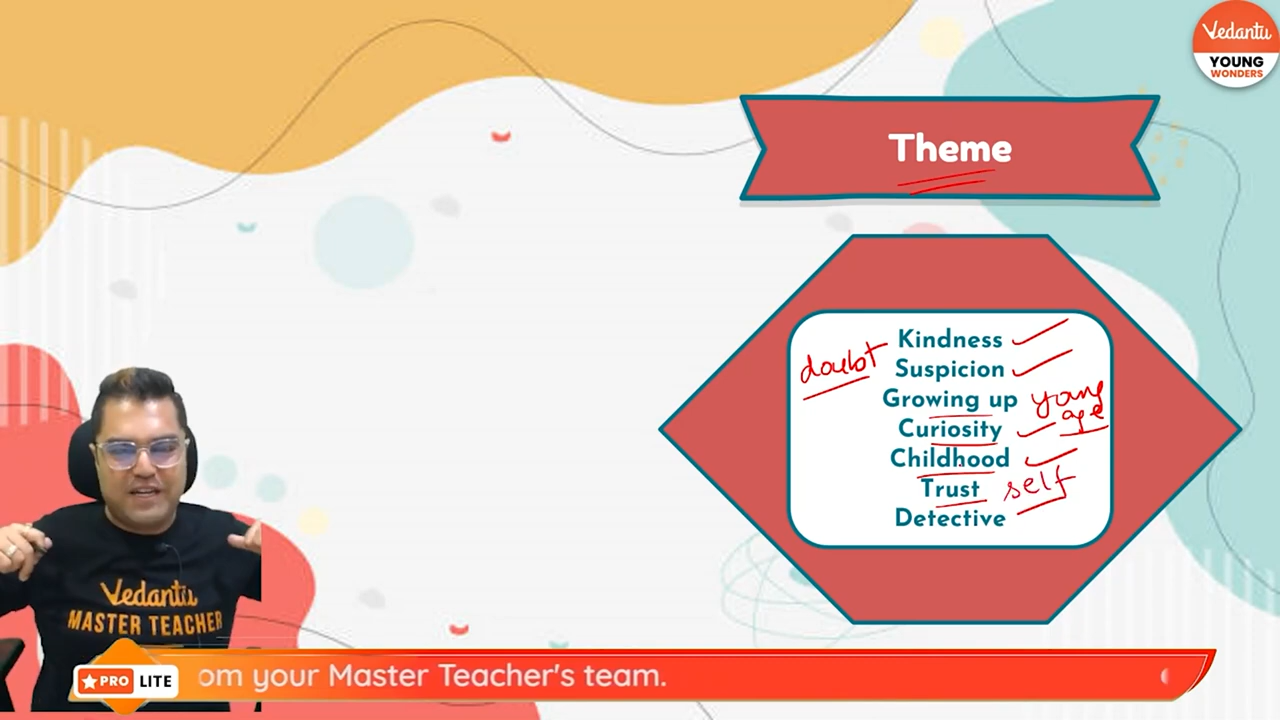 Vedantu
YOUNG
WONDERS
Theme
Kindness
doubt
Suspicion
Growing up young
age
Curiosity
Childhood
Trust self
Detective
Vedantu
MASTER TEACHER
PRO LITE
om your Master Teacher's team.